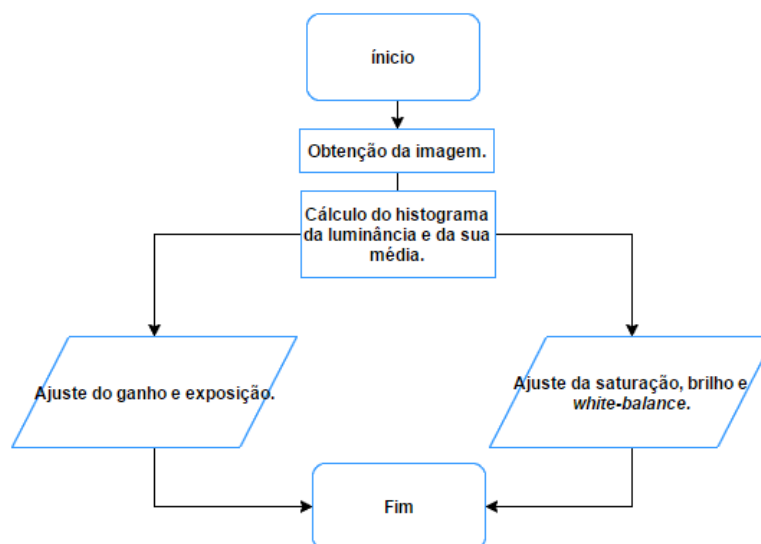 ínicio
Obtenção da imagem.
Cálculo do histograma
da luminância e da sua
média.
Ajuste do ganho e exposição.
Ajuste da saturação, brilho e
white-balance.
Fim